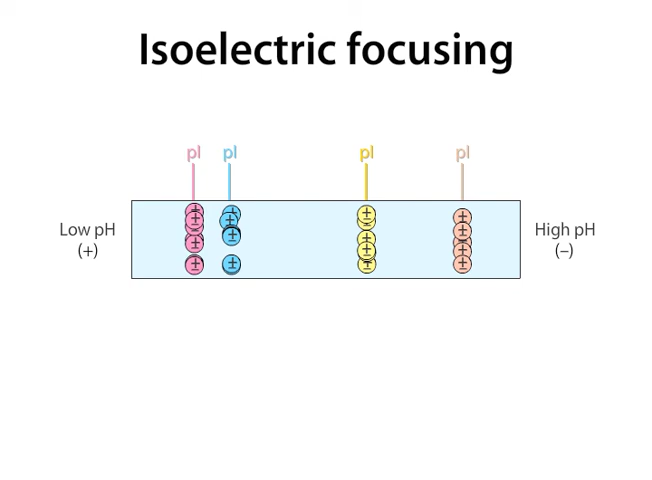 Isoelectric focusing
pI pI pI pI
Low pH
(+)
High pH
(–)